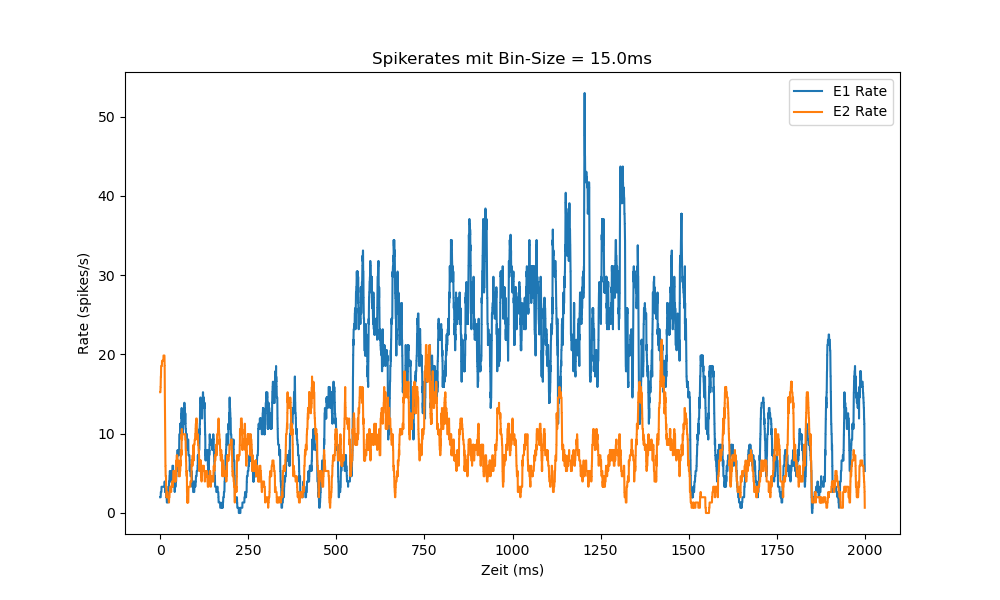 Spikerates mit Bin-Size = 15.0ms
E1 Rate
E2 Rate
Rate (spikes/s)
50
40
30
20
10
0
0 250 500 750 1000 1250 1500 1750 2000
Zeit (ms)